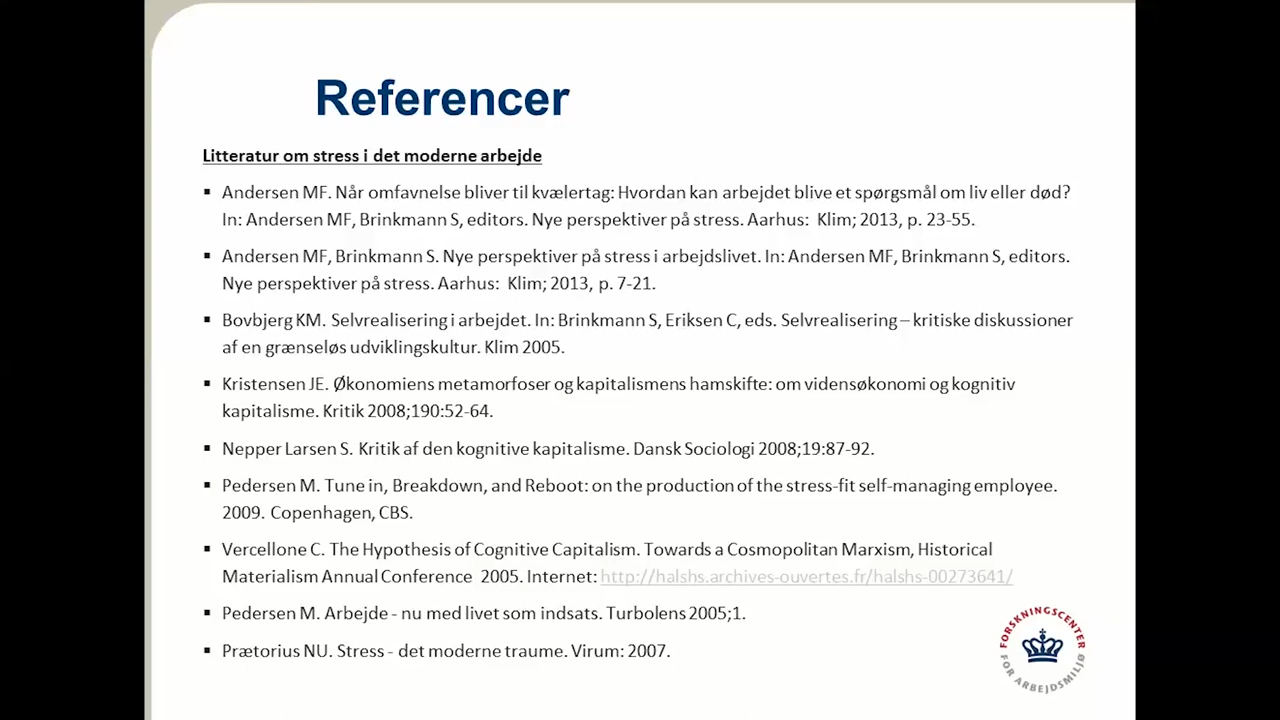 Referencer
Litteratur om stress i det moderne arbejde
▪ Andersen MF. Når omfavnelse bliver til kvælertag: Hvordan kan arbejdet blive et spørgsmål om liv eller død?
In: Andersen MF, Brinkmann S, editors. Nye perspektiver på stress. Aarhus: Klim; 2013, p. 23-55.
▪ Andersen MF, Brinkmann S. Nye perspektiver på stress i arbejdslivet. In: Andersen MF, Brinkmann S, editors.
Nye perspektiver på stress. Aarhus: Klim; 2013, p. 7-21.
▪ Bovbjerg KM. Selvrealisering i arbejdet. In: Brinkmann S, Eriksen C, eds. Selvrealisering – kritiske diskussioner
af en grænseløs udviklingskultur. Klim 2005.
▪ Kristensen JE. Økonomiens metamorfoser og kapitalismens hamskifte: om vidensøkonomi og kognitiv
kapitalisme. Kritik 2008;190:52-64.
▪ Nepper Larsen S. Kritik af den kognitive kapitalisme. Dansk Sociologi 2008;19:87-92.
▪ Pedersen M. Tune in, Breakdown, and Reboot: on the production of the stress-fit self-managing employee.
2009. Copenhagen, CBS.
▪ Vercellone C. The Hypothesis of Cognitive Capitalism. Towards a Cosmopolitan Marxism, Historical
Materialism Annual Conference 2005. Internet: http://halshs.archives-ouvertes.fr/halshs-00273641/
▪ Pedersen M. Arbejde - nu med livet som indsats. Turbolens 2005;1.
▪ Prætorius NU. Stress - det moderne traume. Virum: 2007.
FORSKNINGSCENTER
FOR ARBEJDSMILJØ